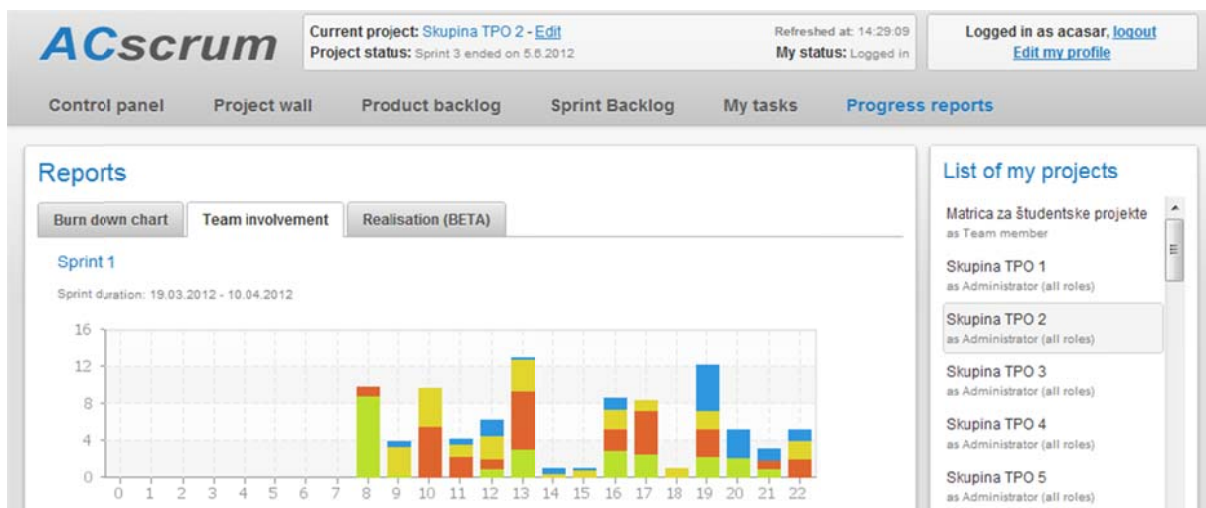 ACscrum
Current project: Skupina TPO 2 - Edit
Project status: Sprint 3 ended on 5.6.2012
Refreshed at: 14:29:09
My status: Logged in
Logged in as acasar, logout
Edit my profile
Control panel Project wall Product backlog Sprint Backlog My tasks Progress reports
Reports
Burn down chart Team involvement Realisation (BETA)
Sprint 1
Sprint duration: 19.03.2012 - 10.04.2012
16
12
8
4
0
0 1 2 3 4 5 6 7 8 9 10 11 12 13 14 15 16 17 18 19 20 21 22
List of my projects
Matrica za študentske projekte
as Team member
Skupina TPO 1
as Administrator (all roles)
Skupina TPO 2
as Administrator (all roles)
Skupina TPO 3
as Administrator (all roles)
Skupina TPO 4
as Administrator (all roles)
Skupina TPO 5
as Administrator (all roles)